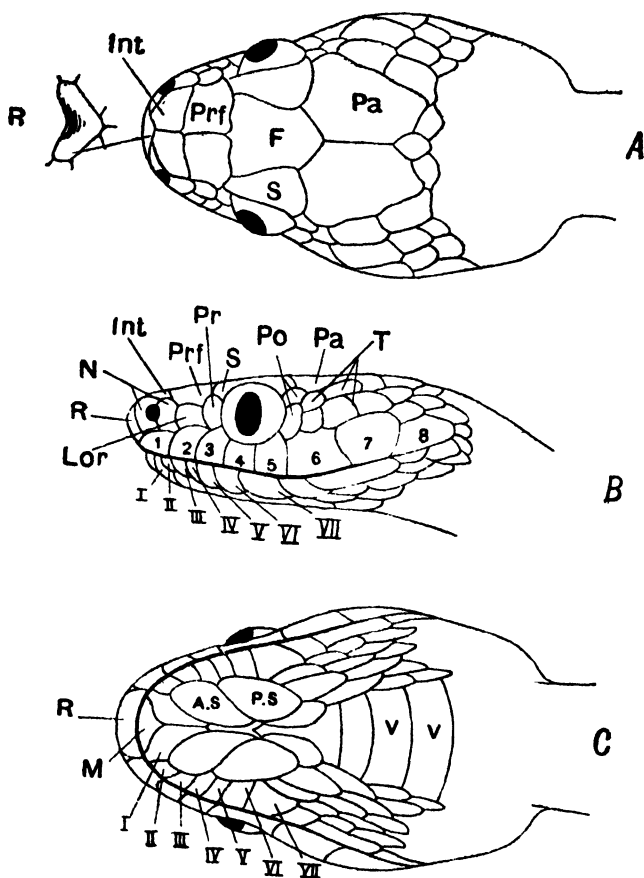 Int
R
Prf
Pa
F
S
A
Pr
Int
Prf
S
Po
Pa
T
N
R
Lor
1 2 3 4 5 6 7 8
I II III IV V VI VII
B
A.S P.S
R
V V
M
C
I II III IV V VI VII